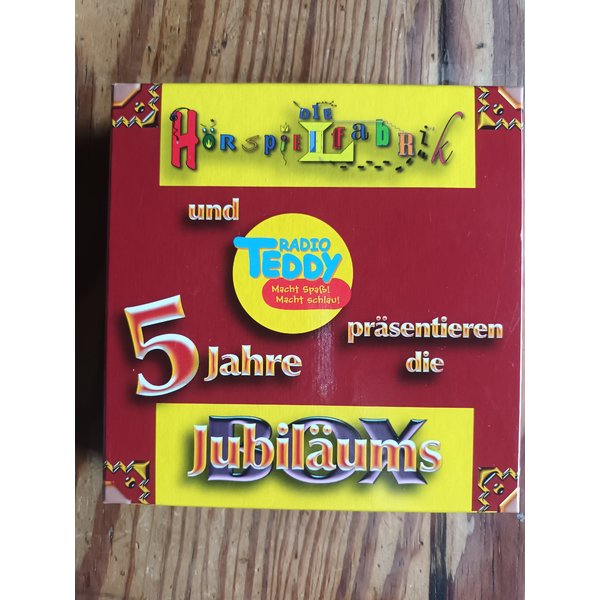 die
Hörspielfabrik
und
RADIO
TEDDY
Macht Spaß!
Macht schlau!
5 Jahre
präsentieren
die
Jubiläums
BOX